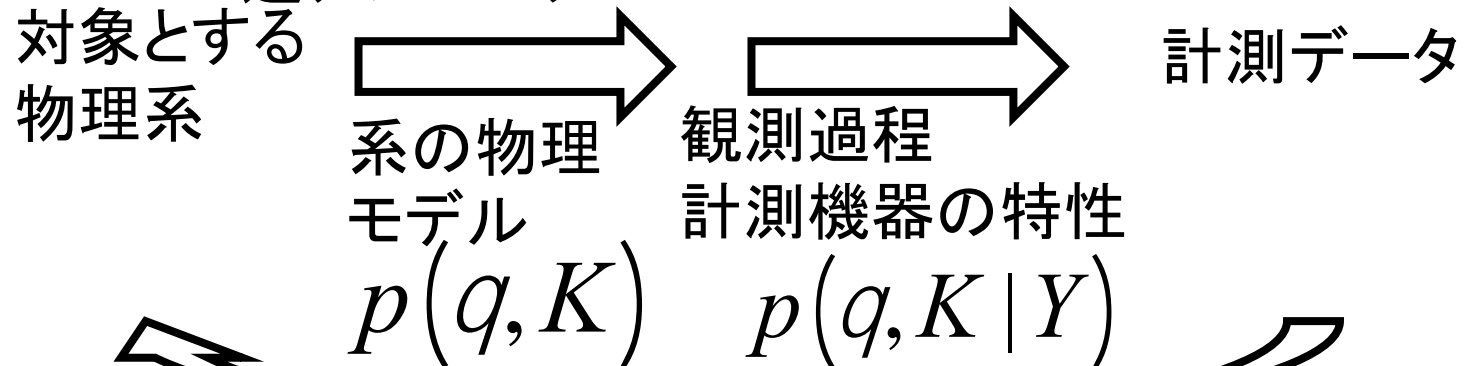 対象とする
物理系
系の物理
モデル
p(q, K)
観測過程
計測機器の特性
p(q, K | Y)
計測データ